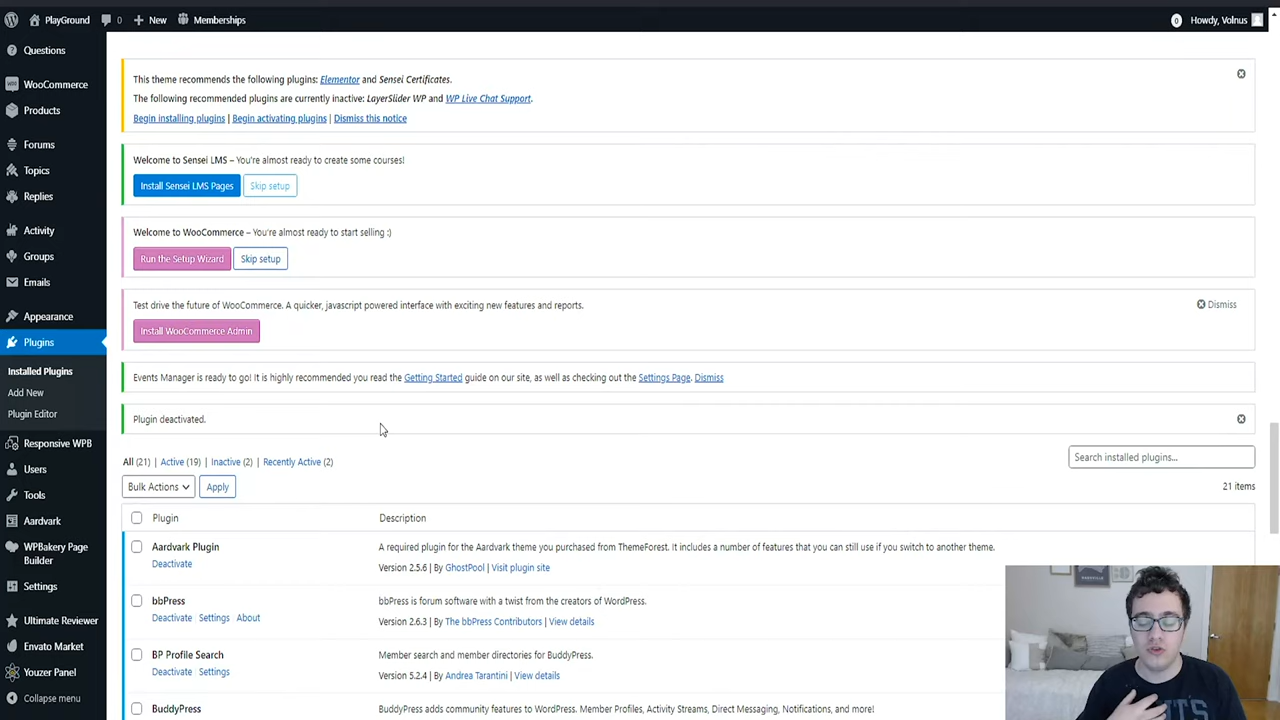 PlayGround 0 New Memberships 0 Howdy, Volnus
Questions
WooCommerce
Products
Forums
Topics
Replies
Activity
Groups
Emails
Appearance
Plugins
Installed Plugins
Add New
Plugin Editor
Responsive WPB
Users
Tools
Aardvark
WPBakery Page
Builder
Settings
Ultimate Reviewer
Envato Market
Youzer Panel
Collapse menu
This theme recommends the following plugins: Elementor and Sensei Certificates.
The following recommended plugins are currently inactive: LayerSlider WP and WP Live Chat Support.
Begin installing plugins | Begin activating plugins | Dismiss this notice
Welcome to Sensei LMS – You're almost ready to create some courses!
Install Sensei LMS Pages Skip setup
Welcome to WooCommerce – You're almost ready to start selling :)
Run the Setup Wizard Skip setup
Test drive the future of WooCommerce. A quicker, javascript powered interface with exciting new features and reports. Dismiss
Install WooCommerce Admin
Events Manager is ready to go! It is highly recommended you read the Getting Started guide on our site, as well as checking out the Settings Page. Dismiss
Plugin deactivated.
All (21) | Active (19) | Inactive (2) | Recently Active (2) Search installed plugins...
Bulk Actions Apply 21 items
Plugin Description
Aardvark Plugin A required plugin for the Aardvark theme you purchased from ThemeForest. It includes a number of features that you can still use if you switch to another theme.
Deactivate Version 2.5.6 | By GhostPool | Visit plugin site
bbPress bbPress is forum software with a twist from the creators of WordPress.
Deactivate Settings About Version 2.6.3 | By The bbPress Contributors | View details
BP Profile Search Member search and member directories for BuddyPress.
Deactivate Settings Version 5.2.4 | By Andrea Tarantini | View details
BuddyPress BuddyPress adds community features to WordPress. Member Profiles, Activity Streams, Direct Messaging, Notifications, and more!